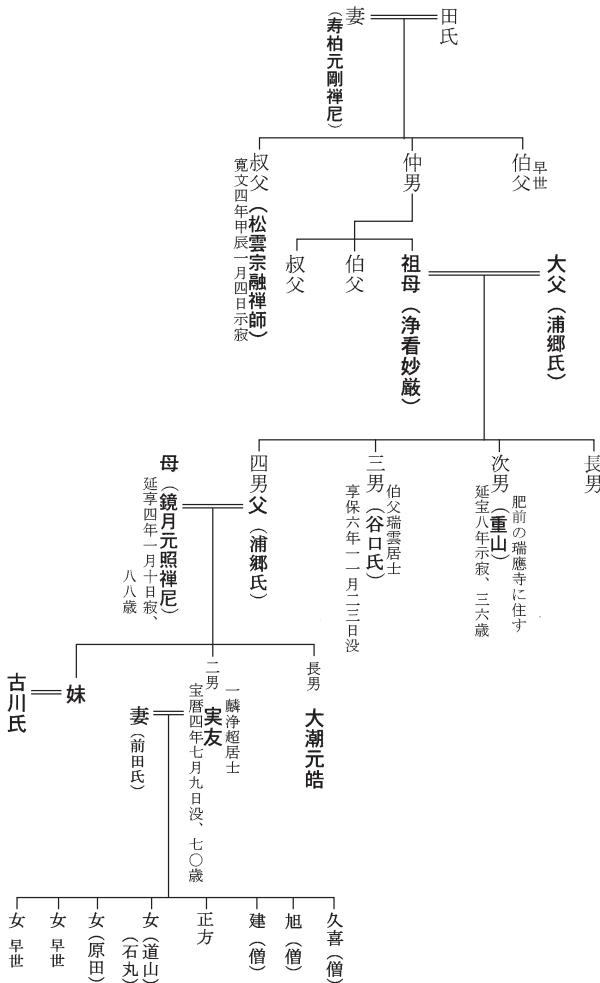 田氏
妻
（寿柏元剛禅尼）
早世
伯父
仲男
叔父（松雲宗融禅師）
寛文四年甲辰一月四日示寂
大父（浦郷氏）
祖母（浄看妙厳）
伯父
叔父
長男
肥前の瑞應寺に住す
次男（重山）
延宝八年示寂、三六歳
伯父瑞雲居士
三男（谷口氏）
享保六年一一月二三日没
四男
父（浦郷氏）
母（鏡月元照禅尼）
延享四年一月十日寂、
八八歳
長男
大潮元皓
一麟浄超居士
二男
実友
宝暦四年七月九日没、七〇歳
妻（前田氏）
妹
古川氏
久喜（僧）
旭（僧）
建（僧）
正方
女（道山）
（石丸）
女（原田）
女 早世
女 早世